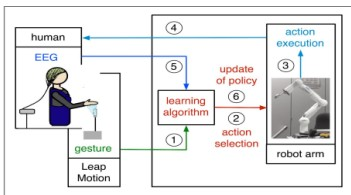 human
EEG
gesture
Leap
Motion
①
learning
algorithm
⑤
④
update
of policy
⑥
②
action
selection
action
execution
③
robot arm